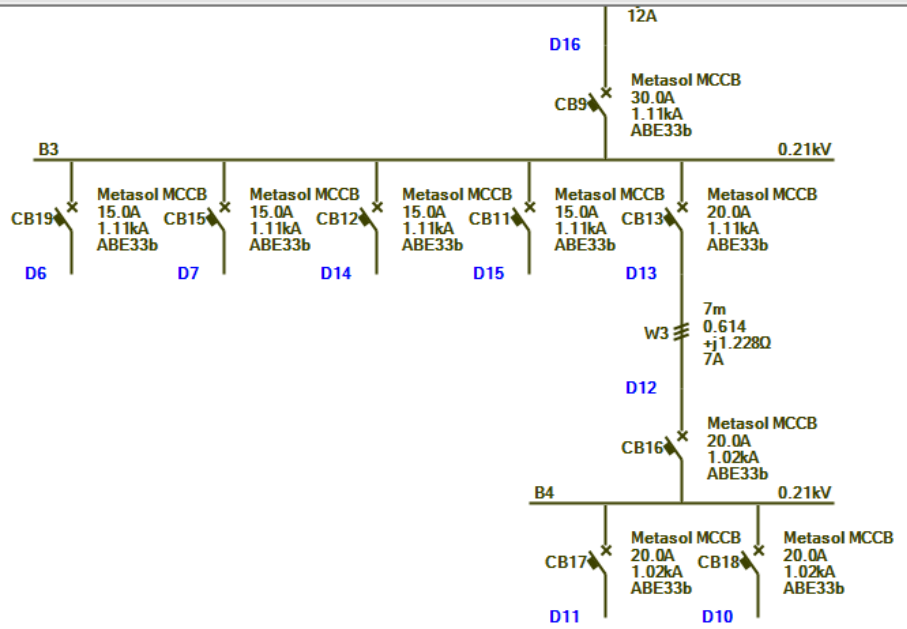 12A
D16
Metasol MCCB
CB9
30.0A
1.11kA
ABE33b
B3
0.21kV
CB19
Metasol MCCB
15.0A
1.11kA
ABE33b
CB15
Metasol MCCB
15.0A
1.11kA
ABE33b
CB12
Metasol MCCB
15.0A
1.11kA
ABE33b
CB11
Metasol MCCB
15.0A
1.11kA
ABE33b
CB13
Metasol MCCB
20.0A
1.11kA
ABE33b
D6
D7
D14
D15
D13
W3
7m
0.614
+j1.228Ω
7A
D12
CB16
Metasol MCCB
20.0A
1.02kA
ABE33b
B4
0.21kV
CB17
Metasol MCCB
20.0A
1.02kA
ABE33b
CB18
Metasol MCCB
20.0A
1.02kA
ABE33b
D11
D10